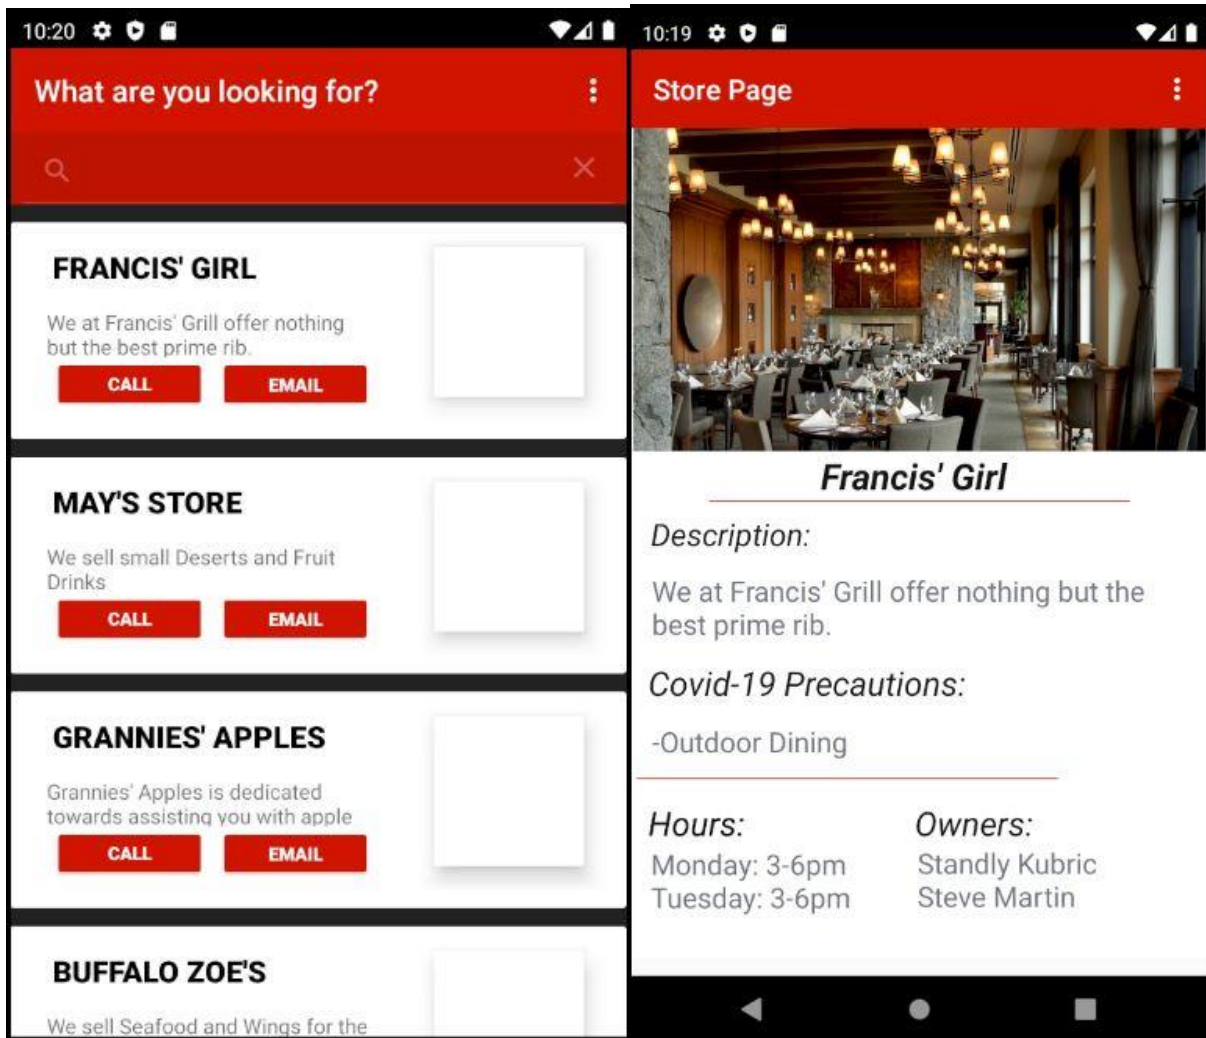 10:20
What are you looking for?
FRANCIS' GIRL
We at Francis' Grill offer nothing
but the best prime rib.
CALL EMAIL
MAY'S STORE
We sell small Deserts and Fruit
Drinks
CALL EMAIL
GRANNIES' APPLES
Grannies' Apples is dedicated
towards assisting you with apple
CALL EMAIL
BUFFALO ZOE'S
We sell Seafood and Wings for the
10:19
Store Page
Francis' Girl
Description:
We at Francis' Grill offer nothing but the
best prime rib.
Covid-19 Precautions:
-Outdoor Dining
Hours:
Monday: 3-6pm
Tuesday: 3-6pm
Owners:
Standly Kubric
Steve Martin